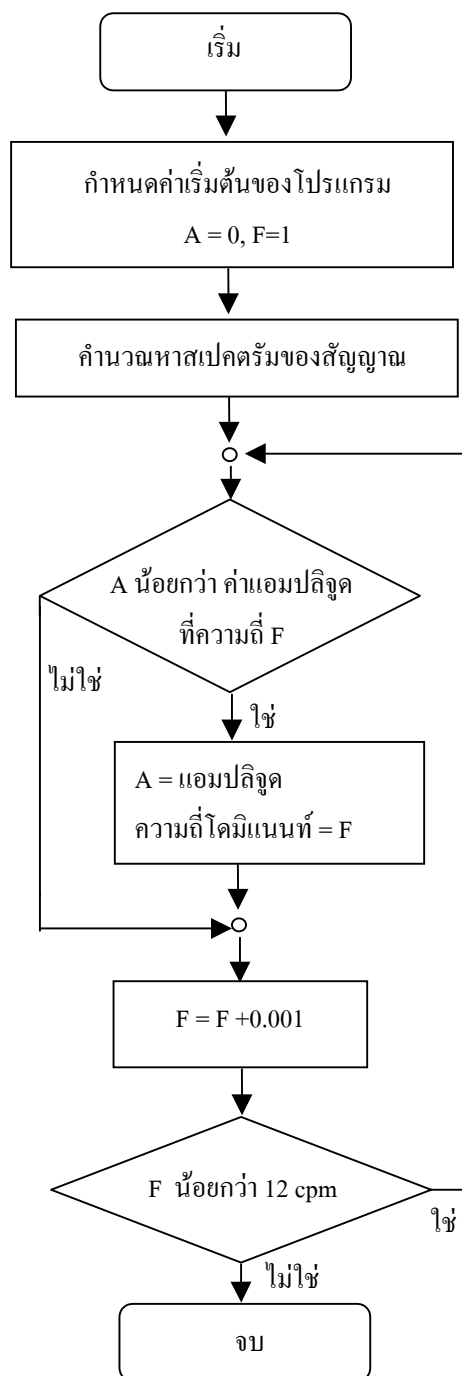 เริ่ม
กำหนดค่าเริ่มต้นของโปรแกรม
A = 0, F=1
คำนวณหาสเปคตรัมของสัญญาณ
A น้อยกว่า ค่าแอมปลิจูด
ที่ความถี่ F
ไม่ใช่
ใช่
A = แอมปลิจูด
ความถี่โดมิแนนท์ = F
F = F +0.001
F น้อยกว่า 12 cpm
ใช่
ไม่ใช่
จบ